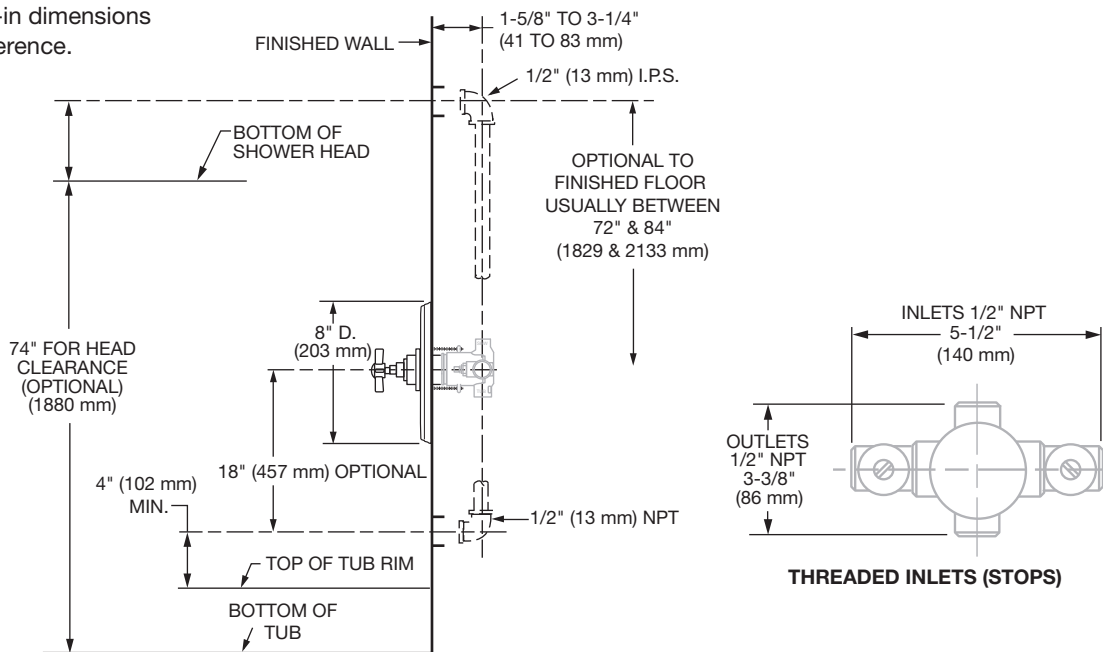 -in dimensions
erence.
FINISHED WALL
1-5/8" TO 3-1/4"
(41 TO 83 mm)
1/2" (13 mm) I.P.S.
BOTTOM OF
SHOWER HEAD
OPTIONAL TO
FINISHED FLOOR
USUALLY BETWEEN
72" & 84"
(1829 & 2133 mm)
8" D.
(203 mm)
74" FOR HEAD
CLEARANCE
(OPTIONAL)
(1880 mm)
18" (457 mm) OPTIONAL
4" (102 mm)
MIN.
1/2" (13 mm) NPT
TOP OF TUB RIM
BOTTOM OF
TUB
INLETS 1/2" NPT
5-1/2"
(140 mm)
OUTLETS
1/2" NPT
3-3/8"
(86 mm)
THREADED INLETS (STOPS)